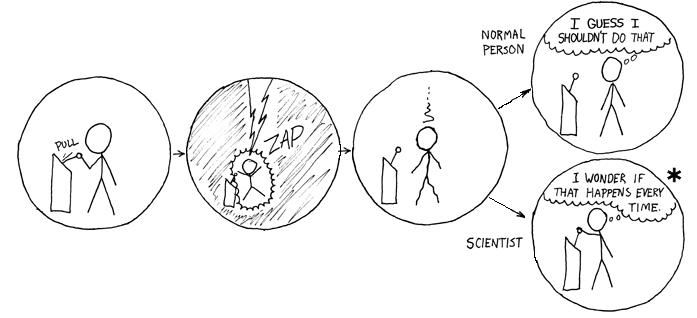 PULL
ZAP
NORMAL
PERSON
I GUESS I
SHOULDN'T DO THAT
SCIENTIST
I WONDER IF
THAT HAPPENS EVERY
TIME.
*